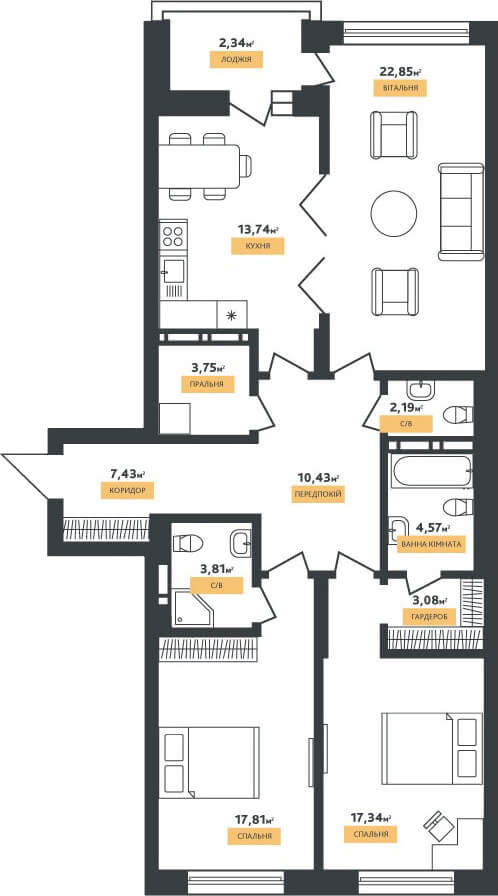 2,34м²
ЛОДЖІЯ
22,85м²
ВІТАЛЬНЯ
13,74м²
КУХНЯ
3,75м²
ПРАЛЬНЯ
2,19м²
С/В
7,43м²
КОРИДОР
10,43м²
ПЕРЕДПОКІЙ
4,57м²
ВАННА КІМНАТА
3,81м²
С/В
3,08м²
ГАРДЕРОБ
17,81м²
СПАЛЬНЯ
17,34м²
СПАЛЬНЯ